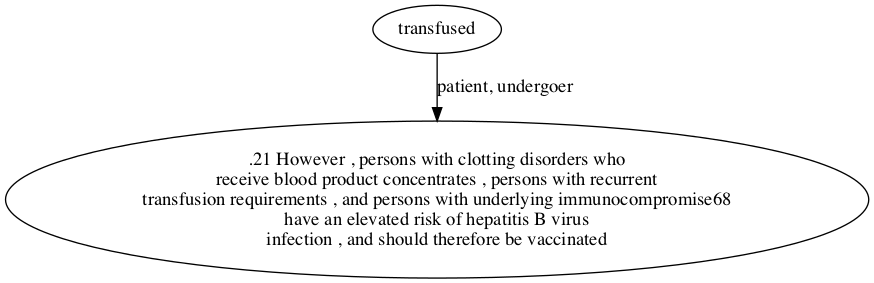 transfused
patient, undergoer
.21 However , persons with clotting disorders who
receive blood product concentrates , persons with recurrent
transfusion requirements , and persons with underlying immunocompromise68
have an elevated risk of hepatitis B virus
infection , and should therefore be vaccinated